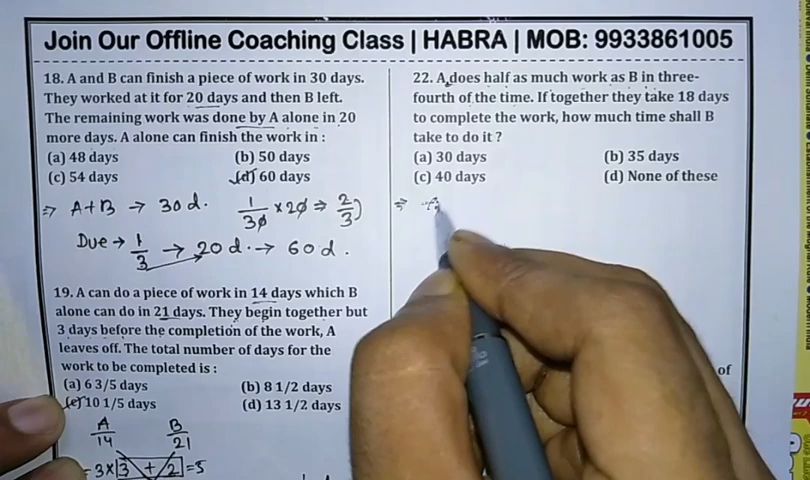 Join Our Offline Coaching Class | HABRA | MOB: 9933861005
18. A and B can finish a piece of work in 30 days.
They worked at it for 20 days and then B left.
The remaining work was done by A alone in 20
more days. A alone can finish the work in :
(a) 48 days (b) 50 days
(c) 54 days (d) 60 days
⇒ A+B → 30 d. 1/30 × 20 ⇒ 2/3)
Due → 1/3 → 20 d. → 60 d.
19. A can do a piece of work in 14 days which B
alone can do in 21 days. They begin together but
3 days before the completion of the work, A
leaves off. The total number of days for the
work to be completed is :
(a) 6 3/5 days (b) 8 1/2 days
(c) 10 1/5 days (d) 13 1/2 days
A/14 B/21
= 3×3 + 2 = 5
22. A does half as much work as B in three-
fourth of the time. If together they take 18 days
to complete the work, how much time shall B
take to do it ?
(a) 30 days (b) 35 days
(c) 40 days (d) None of these
⇒
of